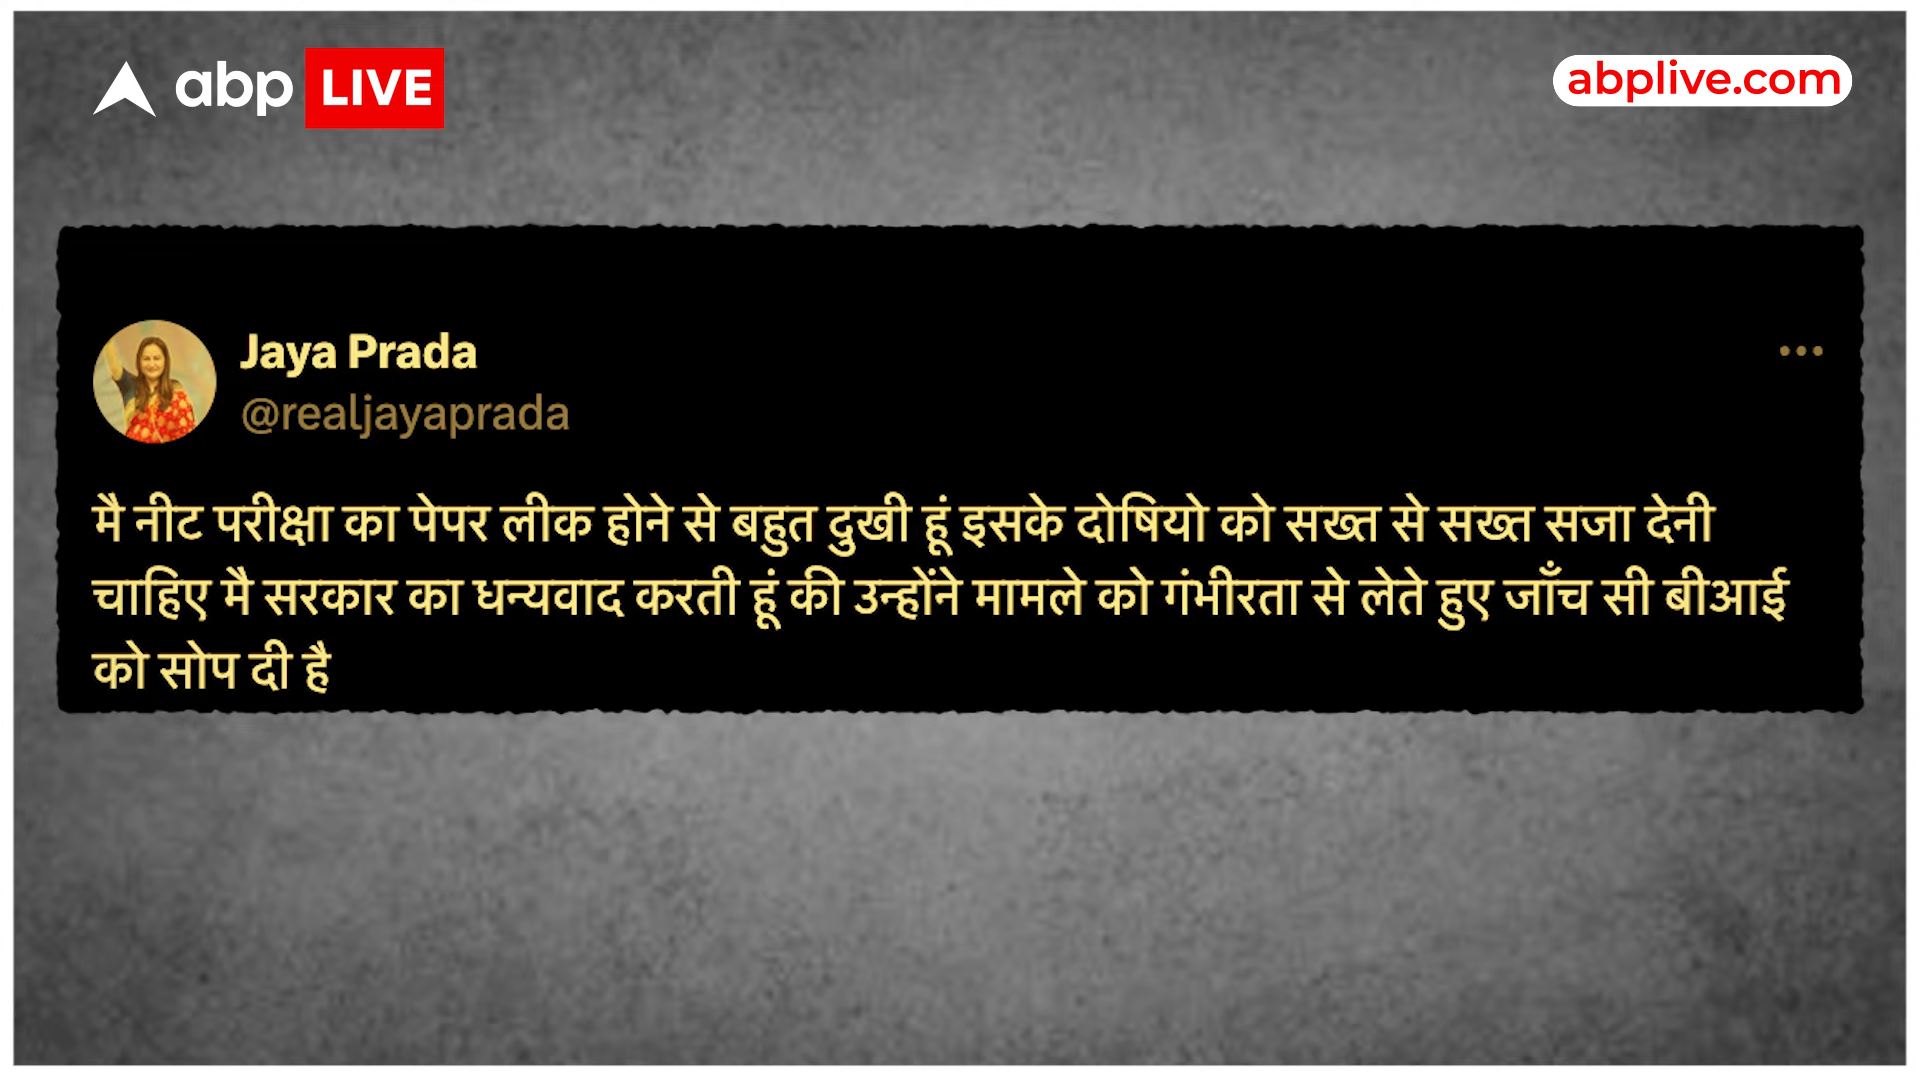 abp LIVE
abplive.com
Jaya Prada
@realjayaprada
मै नीट परीक्षा का पेपर लीक होने से बहुत दुखी हूं इसके दोषियो को सख्त से सख्त सजा देनी
चाहिए मै सरकार का धन्यवाद करती हूं की उन्होंने मामले को गंभीरता से लेते हुए जाँच सी बीआई
को सोप दी है